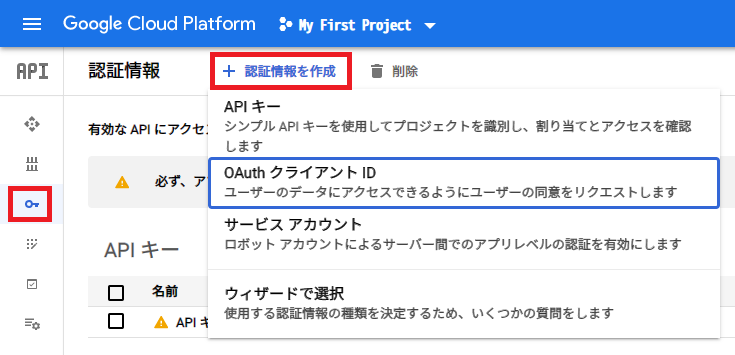 Google Cloud Platform My First Project
API 認証情報 + 認証情報を作成 削除
API キー
シンプル API キーを使用してプロジェクトを識別し、割り当てとアクセスを確認
します
有効な API にアクセス
OAuth クライアント ID
ユーザーのデータにアクセスできるようにユーザーの同意をリクエストします
必ず、ア
サービス アカウント
ロボット アカウントによるサーバー間でのアプリレベルの認証を有効にします
API キー
ウィザードで選択
使用する認証情報の種類を決定するため、いくつかの質問をします
名前
API キ